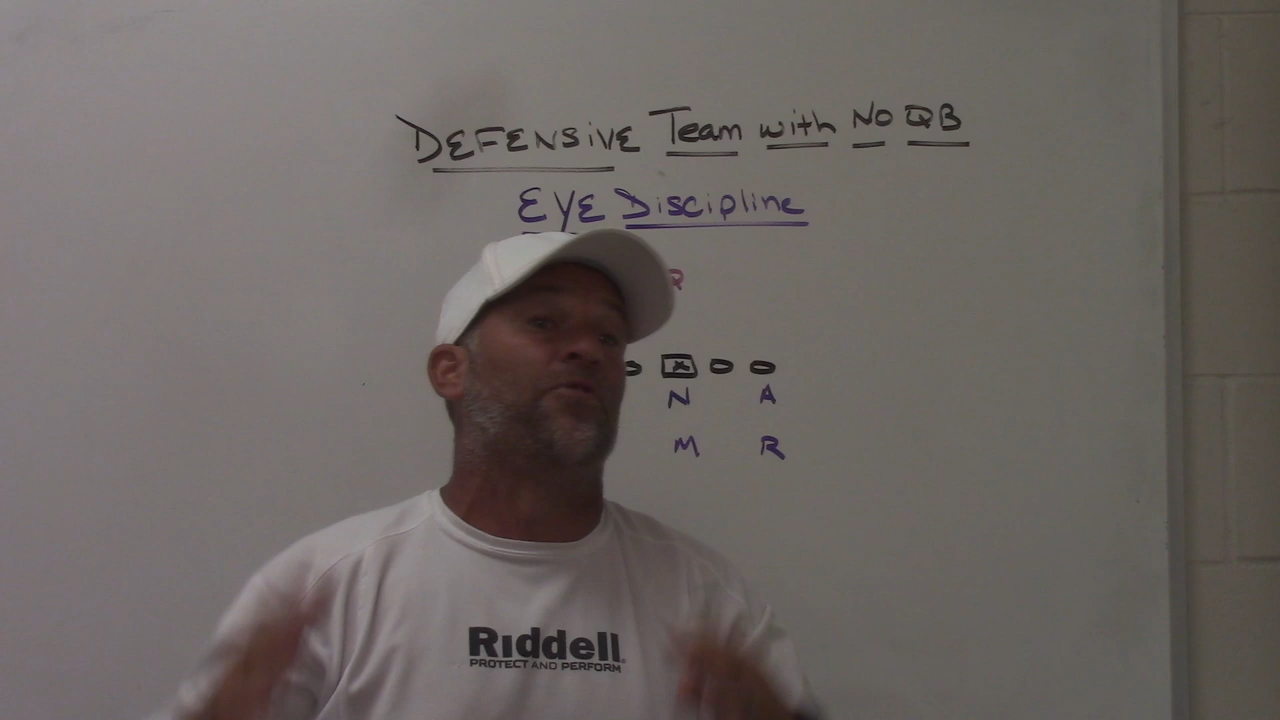 DEFENSIVE Team with No QB
EYE Discipline
Q
N A
M R
Riddell
PROTECT AND PERFORM